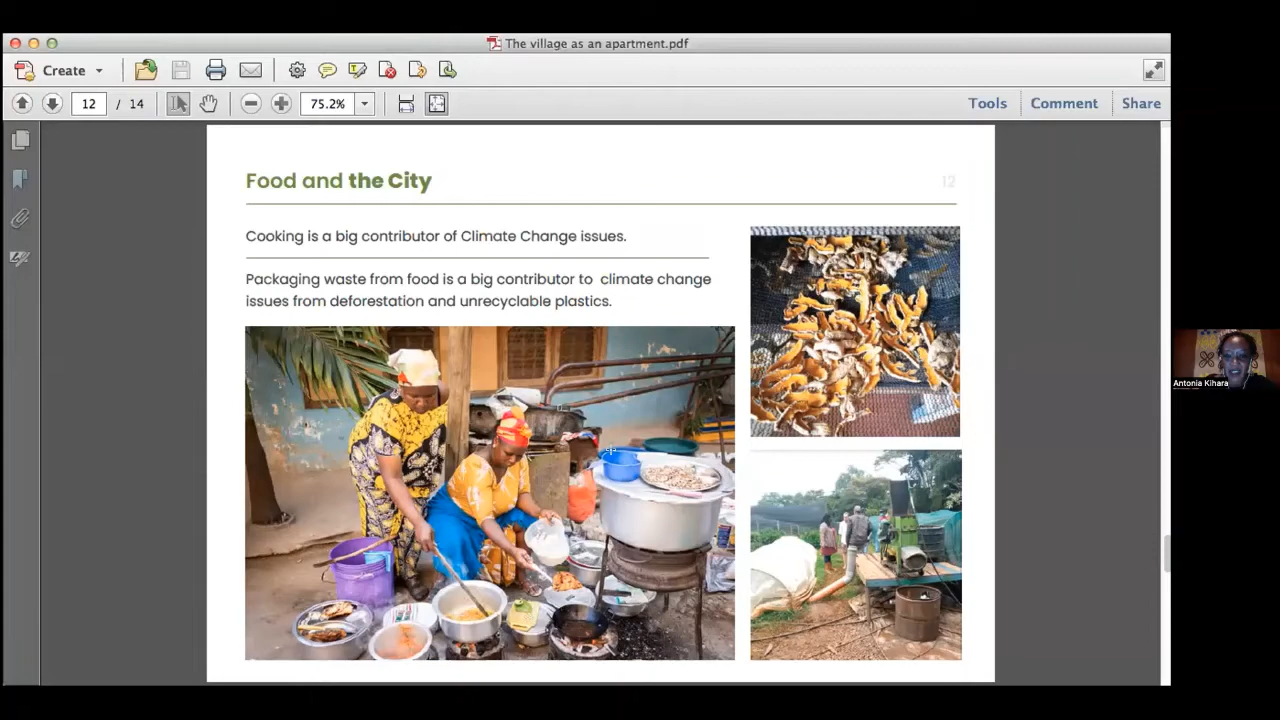 The village as an apartment.pdf
Create
12 / 14
75.2%
Tools
Comment
Share
Food and the City
12
Cooking is a big contributor of Climate Change issues.
Packaging waste from food is a big contributor to  climate change
issues from deforestation and unrecyclable plastics.
Antonia Kihara